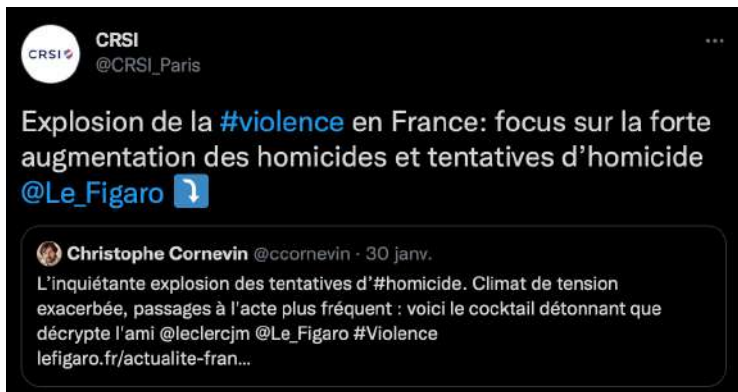 CRSI
CRSI
@CRSI_Paris
Explosion de la #violence en France: focus sur la forte
augmentation des homicides et tentatives d’homicide
@Le_Figaro ⤵️
Christophe Cornevin @ccornevin · 30 janv.
L’inquiétante explosion des tentatives d’#homicide. Climat de tension
exacerbée, passages à l’acte plus fréquent : voici le cocktail détonnant que
décrypte l’ami @leclercjm @Le_Figaro #Violence
lefigaro.fr/actualite-fran...